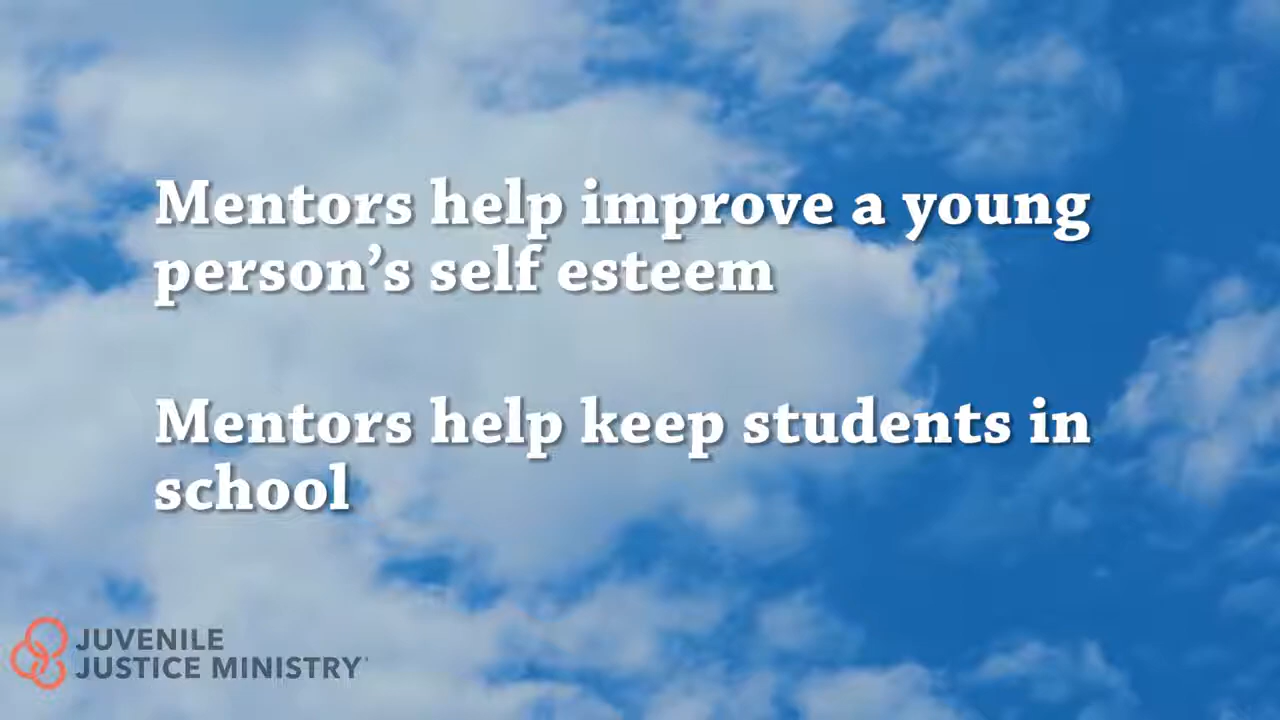 Mentors help improve a young
person’s self esteem
Mentors help keep students in
school
JUVENILE
JUSTICE MINISTRY